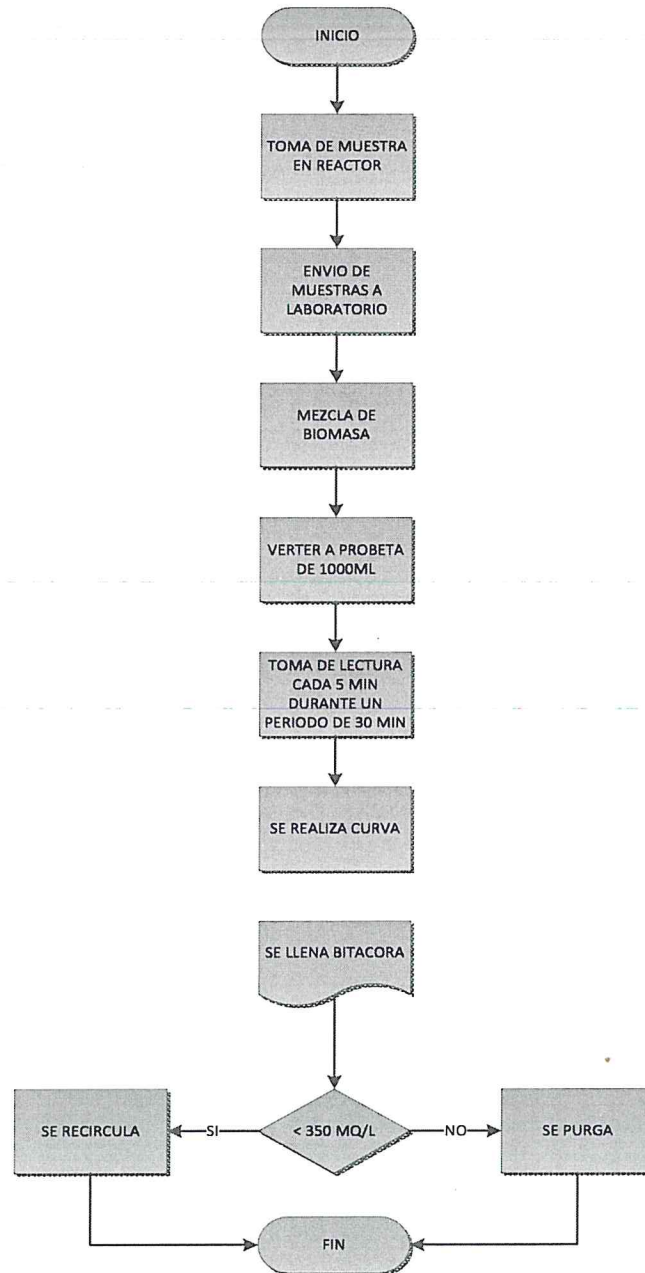 INICIO
TOMA DE MUESTRA
EN REACTOR
ENVIO DE
MUESTRAS A
LABORATORIO
MEZCLA DE
BIOMASA
VERTER A PROBETA
DE 1000ML
TOMA DE LECTURA
CADA 5 MIN
DURANTE UN
PERIODO DE 30 MIN
SE REALIZA CURVA
SE LLENA BITACORA
SE RECIRCULA
SI
< 350 MQ/L
NO
SE PURGA
FIN